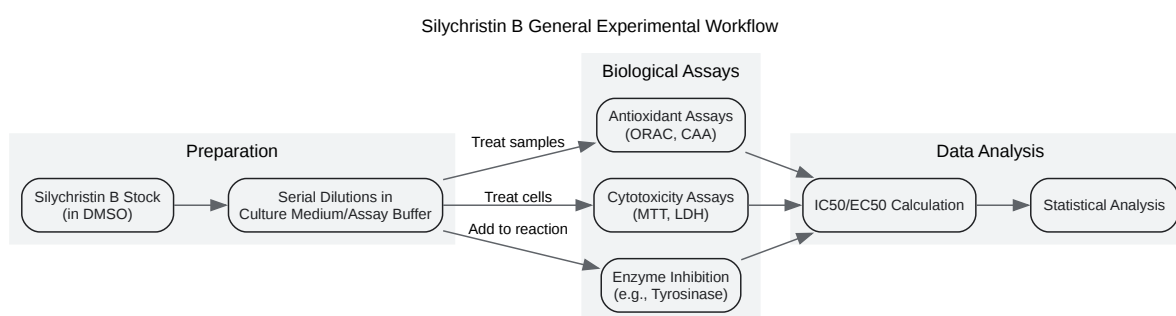 Silychristin B General Experimental Workflow
Preparation
Silychristin B Stock
(in DMSO)
Serial Dilutions in
Culture Medium/Assay Buffer
Treat samples
Treat cells
Add to reaction
Biological Assays
Antioxidant Assays
(ORAC, CAA)
Cytotoxicity Assays
(MTT, LDH)
Enzyme Inhibition
(e.g., Tyrosinase)
Data Analysis
IC50/EC50 Calculation
Statistical Analysis